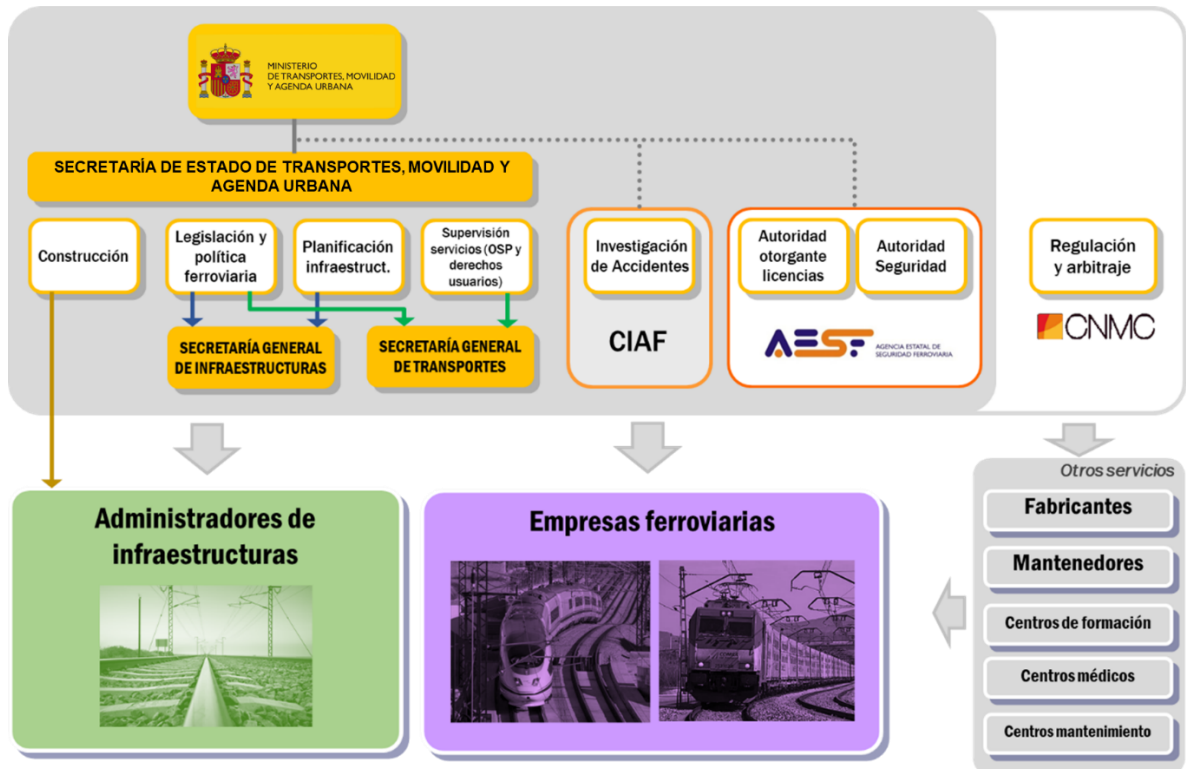 MINISTERIO
DE TRANSPORTES, MOVILIDAD
Y AGENDA URBANA
SECRETARÍA DE ESTADO DE TRANSPORTES, MOVILIDAD Y
AGENDA URBANA
Construcción
Legislación y
política
ferroviaria
Planificación
infraestruct.
Supervisión
servicios (OSP y
derechos
usuarios)
Investigación
de Accidentes
Autoridad
otorgante
licencias
Autoridad
Seguridad
Regulación
y arbitraje
SECRETARÍA GENERAL
DE INFRAESTRUCTURAS
SECRETARÍA GENERAL
DE TRANSPORTES
CIAF
AESF
AGENCIA ESTATAL DE
SEGURIDAD FERROVIARIA
CNMC
Administradores de
infraestructuras
Empresas ferroviarias
Otros servicios
Fabricantes
Mantenedores
Centros de formación
Centros médicos
Centros mantenimiento